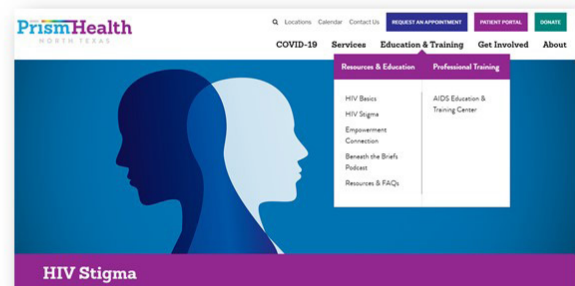 PrismHealth
NORTH TEXAS
Locations Calendar Contact Us REQUEST AN APPOINTMENT PATIENT PORTAL DONATE
COVID-19 Services Education & Training Get Involved About
Resources & Education Professional Training
HIV Basics
HIV Stigma
Empowerment
Connection
Beneath the Briefs
Podcast
Resources & FAQs
AIDS Education &
Training Center
HIV Stigma